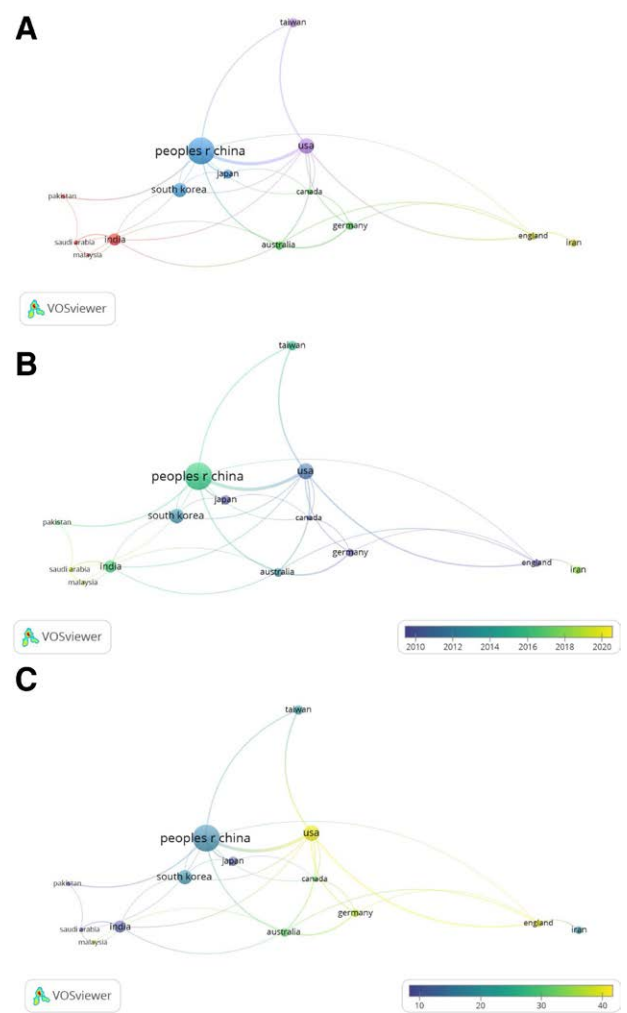 A
taiwan
peoples r china
usa
japan
south korea
canada
pakistan
germany
england
saudi arabia
india
australia
iran
malaysia
VOSviewer
B
taiwan
peoples r china
usa
japan
south korea
canada
pakistan
germany
england
saudi arabia
india
australia
iran
malaysia
VOSviewer
2010 2012 2014 2016 2018 2020
C
taiwan
peoples r china
usa
japan
south korea
canada
pakistan
germany
england
saudi arabia
india
australia
iran
malaysia
VOSviewer
10 20 30 40